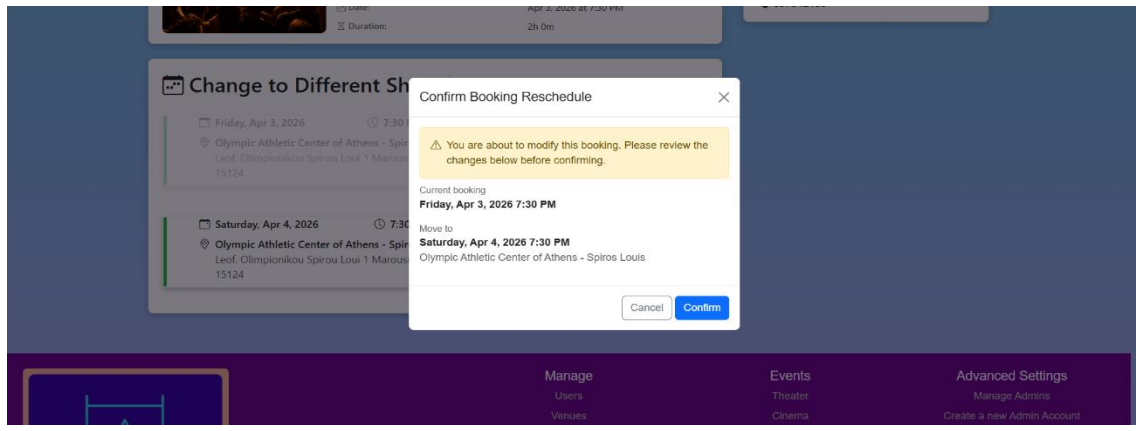 Date:
Apr 3, 2026 at 7:30 PM
Duration:
2h 0m
Change to Different Sh
Friday, Apr 3, 2026
7:30
Olympic Athletic Center of Athens - Spir
Leof. Olimpionikou Spirou Loui 1 Marous
15124
Saturday, Apr 4, 2026
7:30
Olympic Athletic Center of Athens - Spir
Leof. Olimpionikou Spirou Loui 1 Marous
15124
Confirm Booking Reschedule
You are about to modify this booking. Please review the
changes below before confirming.
Current booking
Friday, Apr 3, 2026 7:30 PM
Move to
Saturday, Apr 4, 2026 7:30 PM
Olympic Athletic Center of Athens - Spiros Louis
Cancel
Confirm
Manage
Users
Venues
Events
Theater
Cinema
Advanced Settings
Manage Admins
Create a new Admin Account